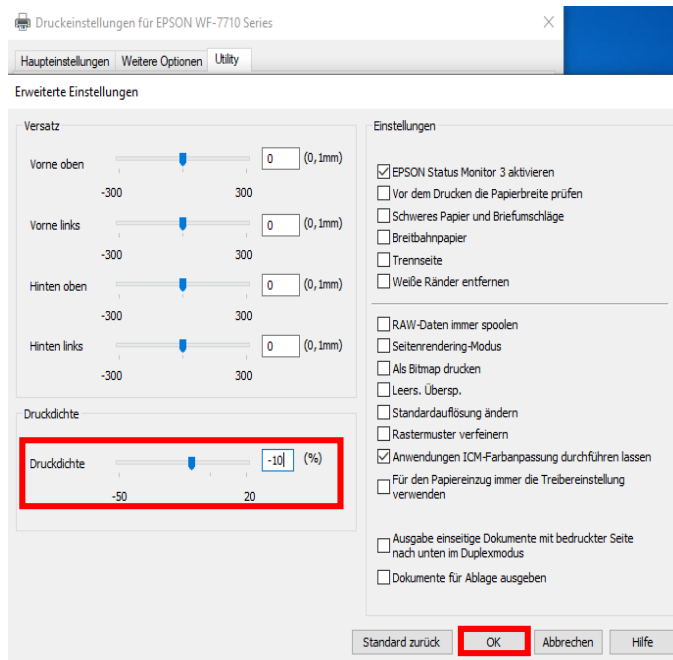 Druckeinstellungen für EPSON WF-7710 Series
Haupteinstellungen Weitere Optionen Utility
Erweiterte Einstellungen
Versatz
Vorne oben 0 (0,1mm)
-300 300
Vorne links 0 (0,1mm)
-300 300
Hinten oben 0 (0,1mm)
-300 300
Hinten links 0 (0,1mm)
-300 300
Druckdichte
Druckdichte -10 (%)
-50 20
Einstellungen
EPSON Status Monitor 3 aktivieren
Vor dem Drucken die Papierbreite prüfen
Schweres Papier und Briefumschläge
Breitbahnpapier
Trennseite
Weiße Ränder entfernen
RAW-Daten immer spoolen
Seitenrendering-Modus
Als Bitmap drucken
Leers. Übersp.
Standardauflösung ändern
Rastermuster verfeinern
Anwendungen ICM-Farbanpassung durchführen lassen
Für den Papiereinzug immer die Treibereinstellung
verwenden
Ausgabe einseitige Dokumente mit bedruckter Seite
nach unten im Duplexmodus
Dokumente für Ablage ausgeben
Standard zurück OK Abbrechen Hilfe